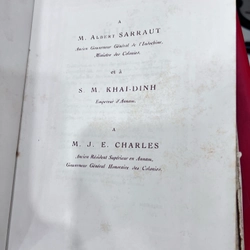 A
M. ALBERT SARRAUT
Ancien Gouverneur Général de l'Indochine,
Ministre des Colonies.
et à
S. M. KHAI-DINH
Empereur d'Annam.
A
M. J. E. CHARLES
Ancien Résident Supérieur en Annam,
Gouverneur Général Honoraire des Colonies.